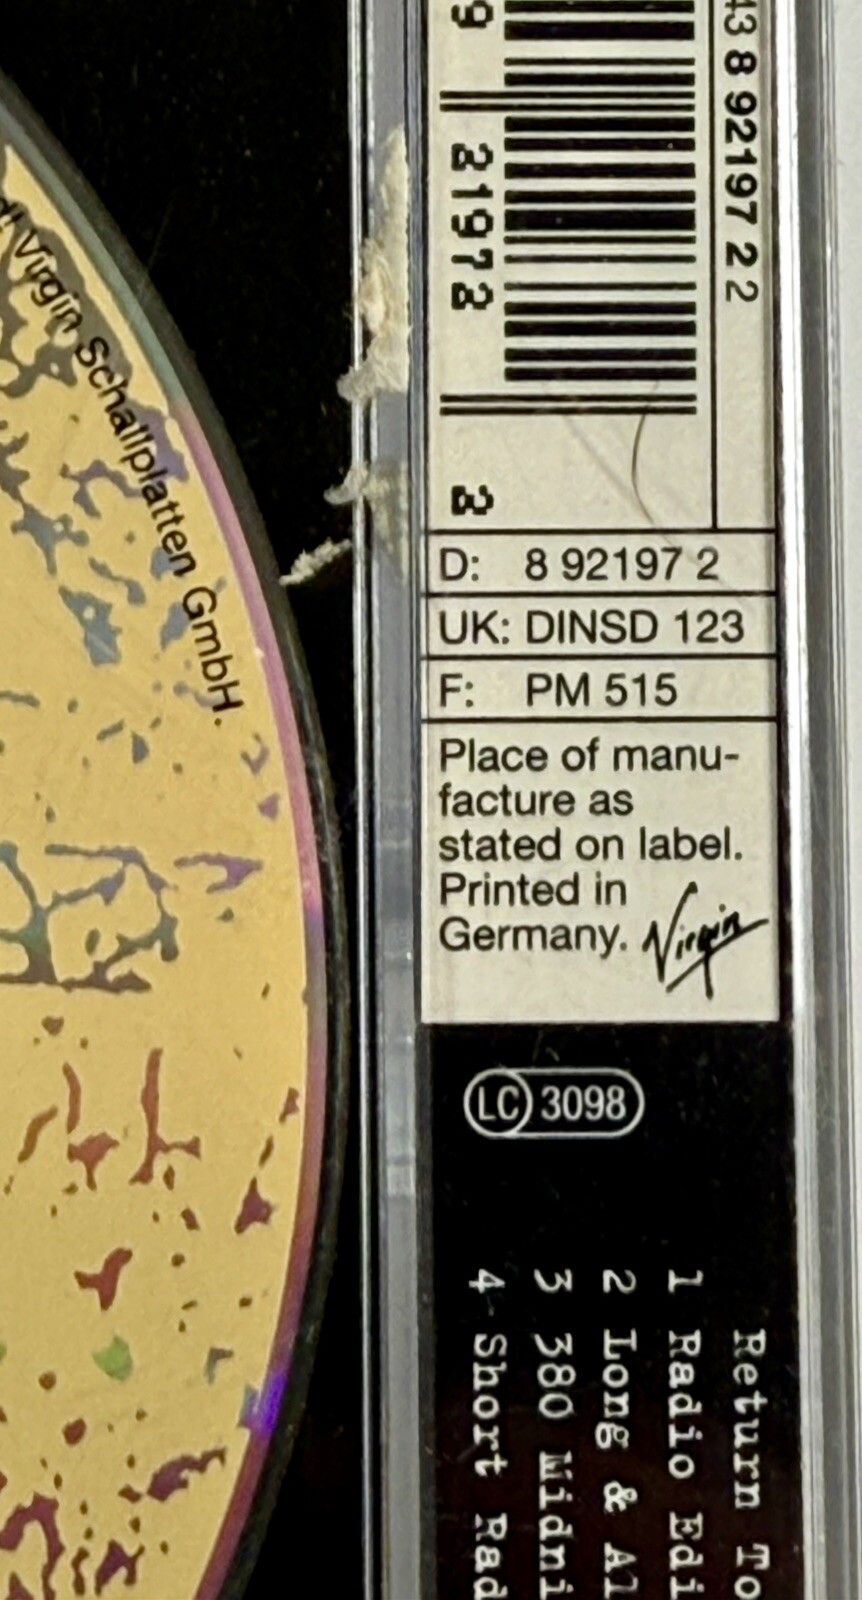 Virgin Schallplatten GmbH.
9
21972
2
43 8 92197 2 2
D: 8 92197 2
UK: DINSD 123
F: PM 515
Place of manu-
facture as
stated on label.
Printed in
Germany. Virgin
LC 3098
Return To
1 Radio Edi
2 Long & Al
3 380 Midni
4 Short Rad